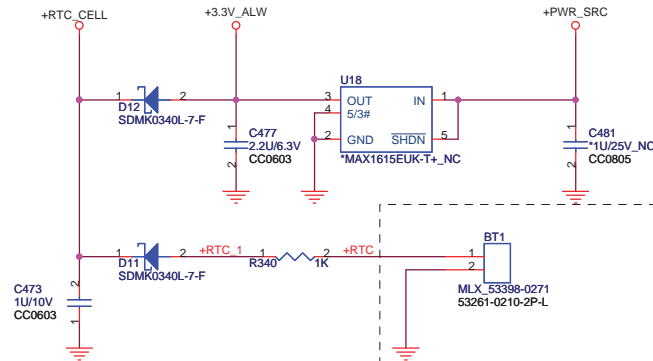 +RTC_CELL
+3.3V_ALW
+PWR_SRC
U18
1 2
3 OUT IN 1
4 5/3#
D12
SDMK0340L-7-F
C477
2.2U/6.3V
CC0603
1
2
2 GND SHDN 5
*MAX1615EUK-T+_NC
C481
*1U/25V_NC
CC0805
1
2
1 2 +RTC_1 1 2 +RTC
D11
SDMK0340L-7-F
R340 1K
BT1
1
2
MLX_53398-0271
53261-0210-2P-L
C473
1U/10V
CC0603
2
1